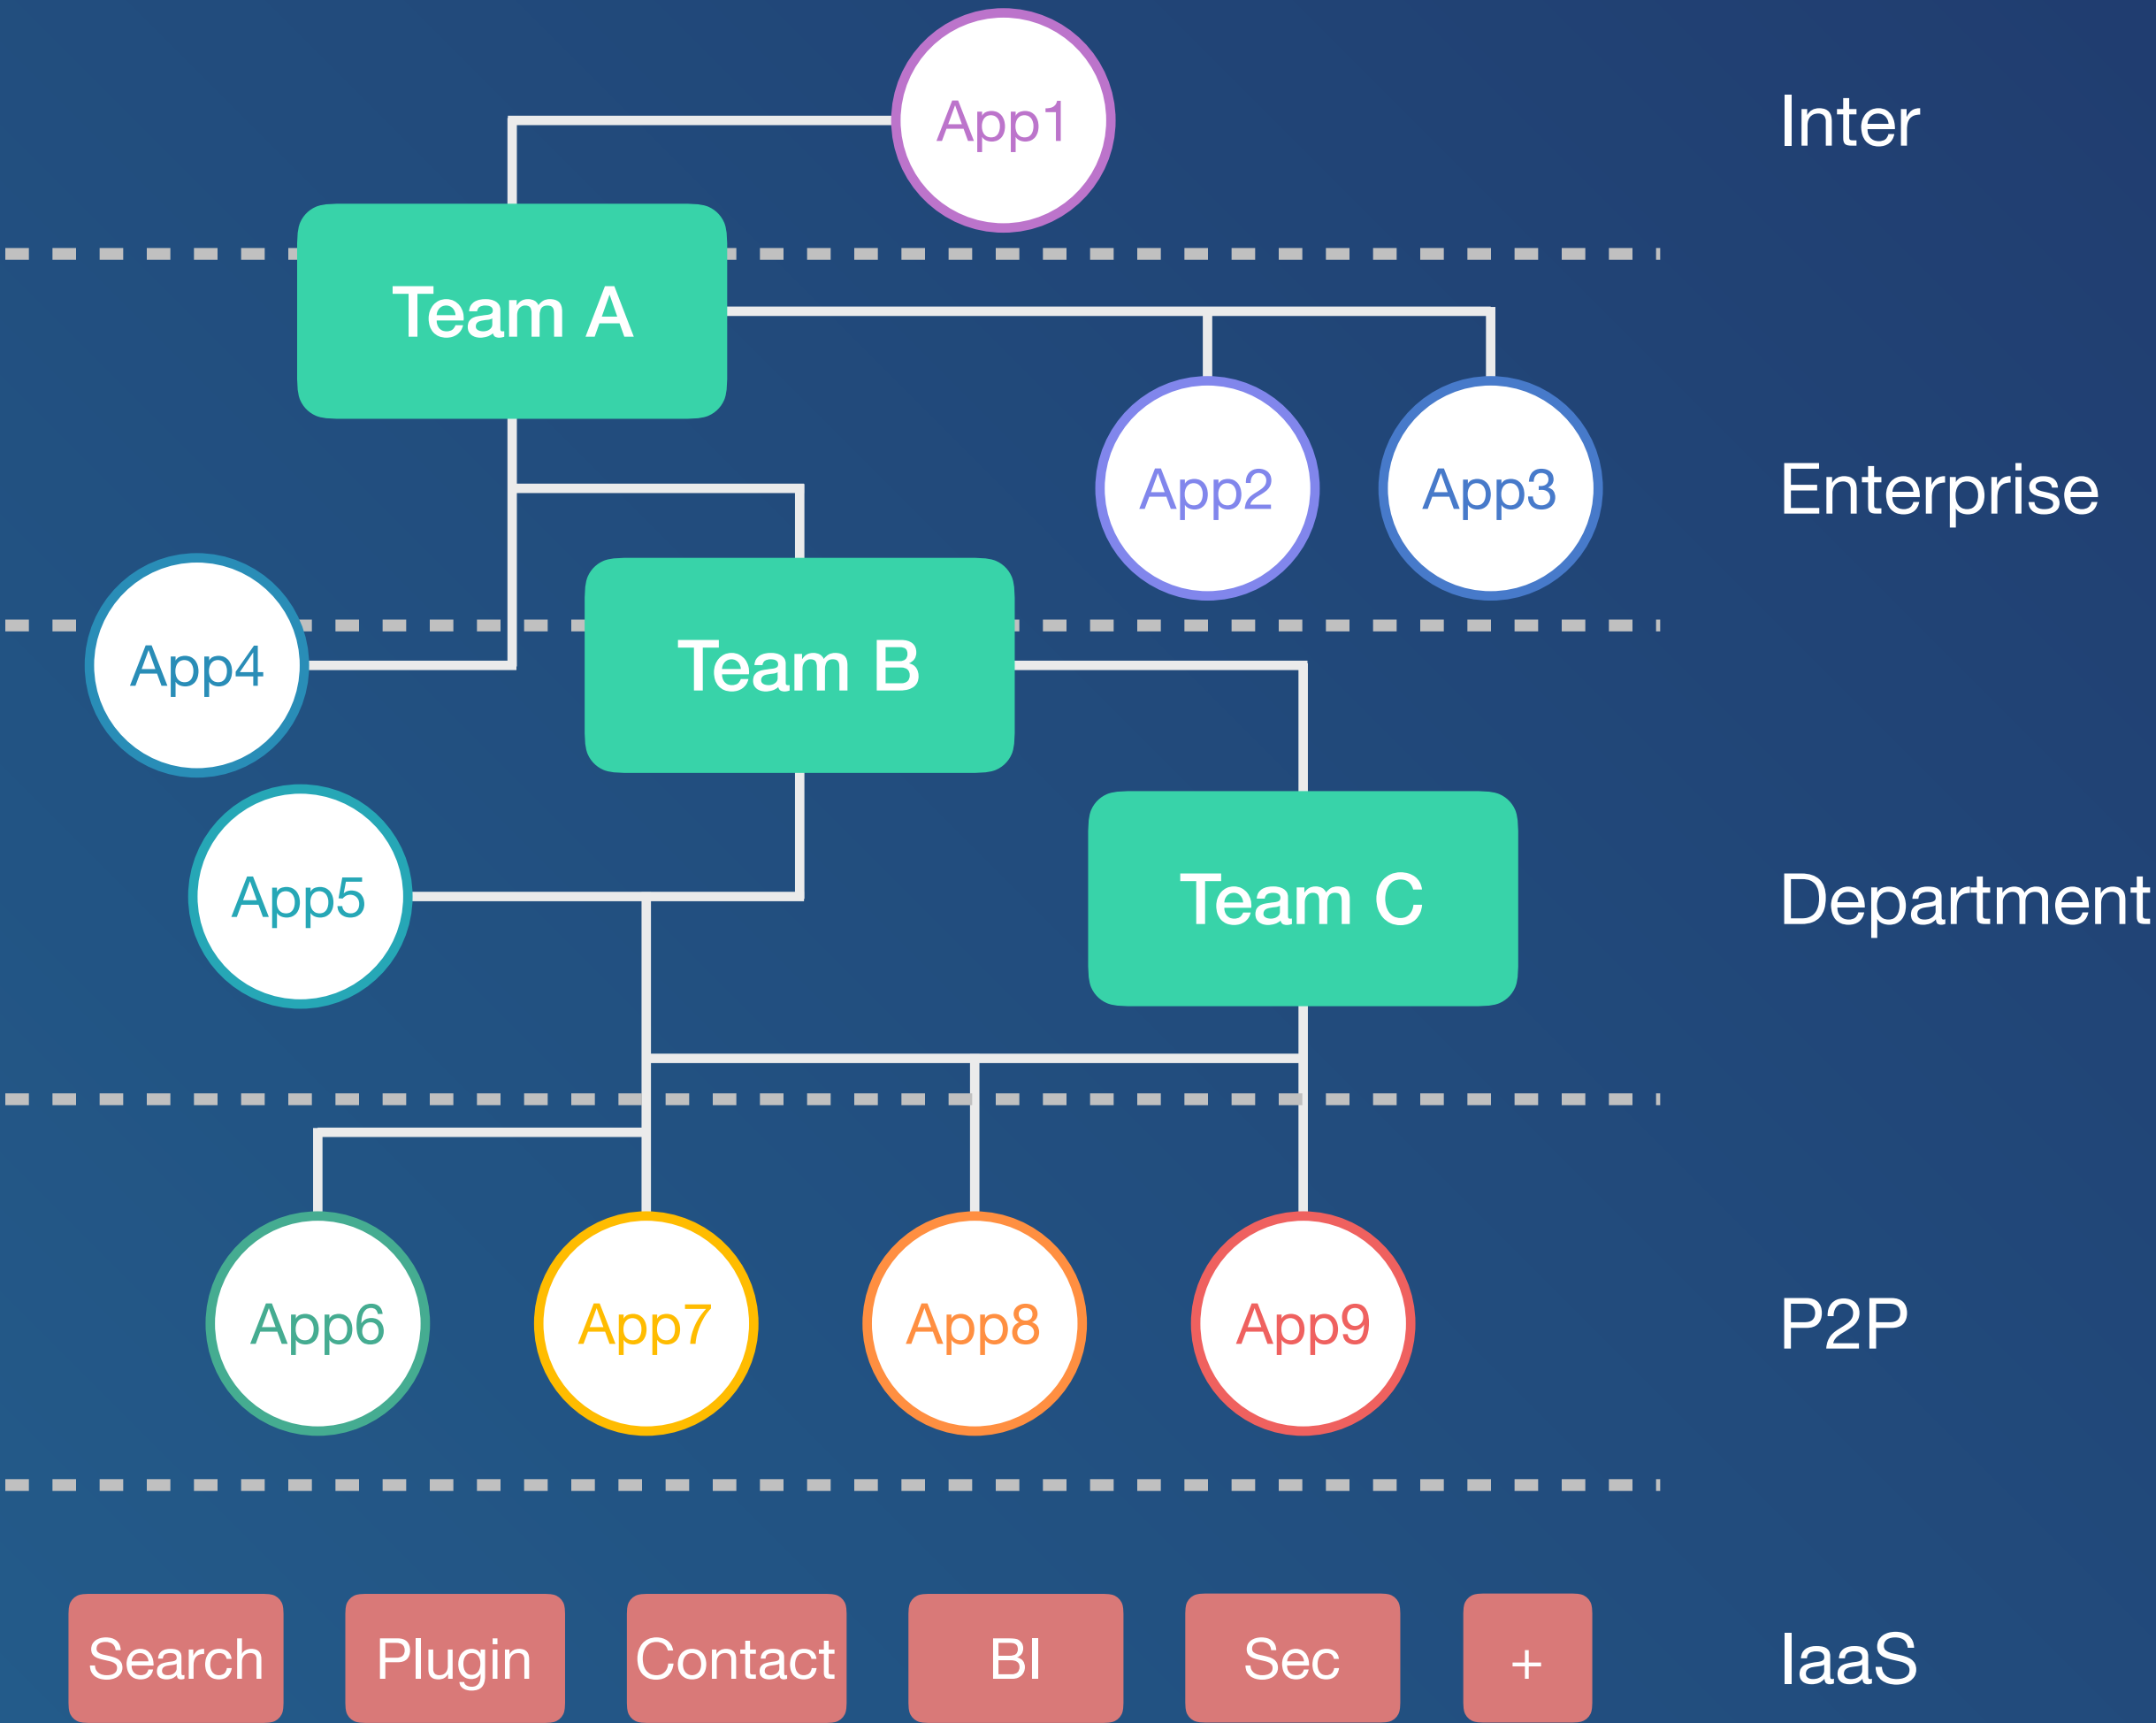 App1
Inter
Team A
App2
App3
Enterprise
App4
Team B
App5
Team C
Department
App6
App7
App8
App9
P2P
Search
Plugin
Contact
BI
Sec
+
IaaS